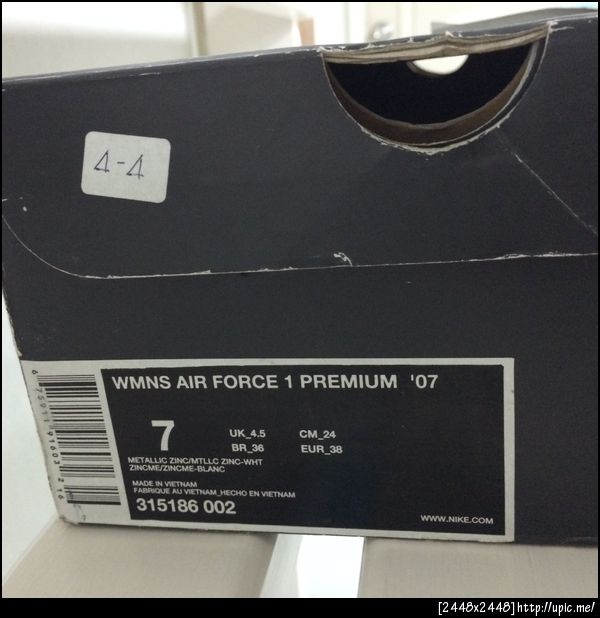 4-4
WMNS AIR FORCE 1 PREMIUM '07
7
UK_4.5 CM_24
BR_36 EUR_38
METALLIC ZINC/MTLLC ZINC-WHT
ZINCME/ZINCME-BLANC
MADE IN VIETNAM
FABRIQUE AU VIETNAM_HECHO EN VIETNAM
315186 002
WWW.NIKE.COM
[2448x2448]http://upic.me/